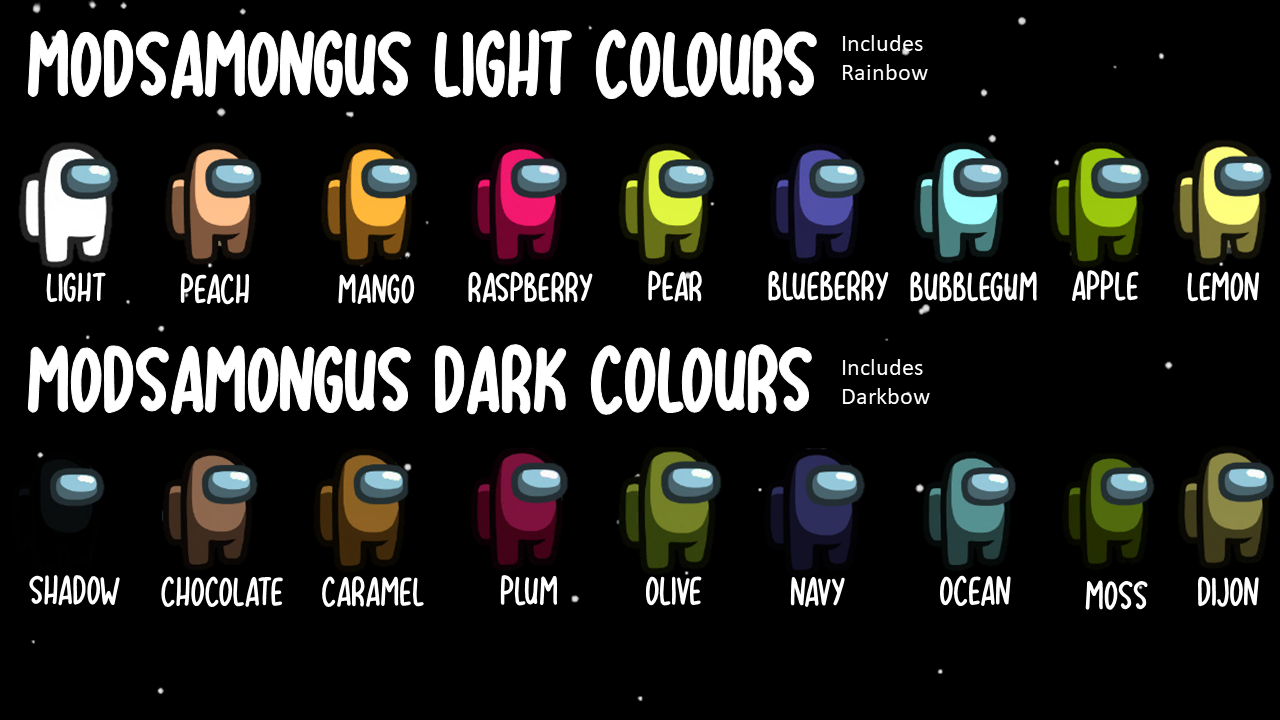 MODSAMONGUS LIGHT COLOURS
Includes
Rainbow
LIGHT PEACH MANGO RASPBERRY PEAR BLUEBERRY BUBBLEGUM APPLE LEMON
MODSAMONGUS DARK COLOURS
Includes
Darkbow
SHADOW CHOCOLATE CARAMEL PLUM OLIVE NAVY OCEAN MOSS DIJON